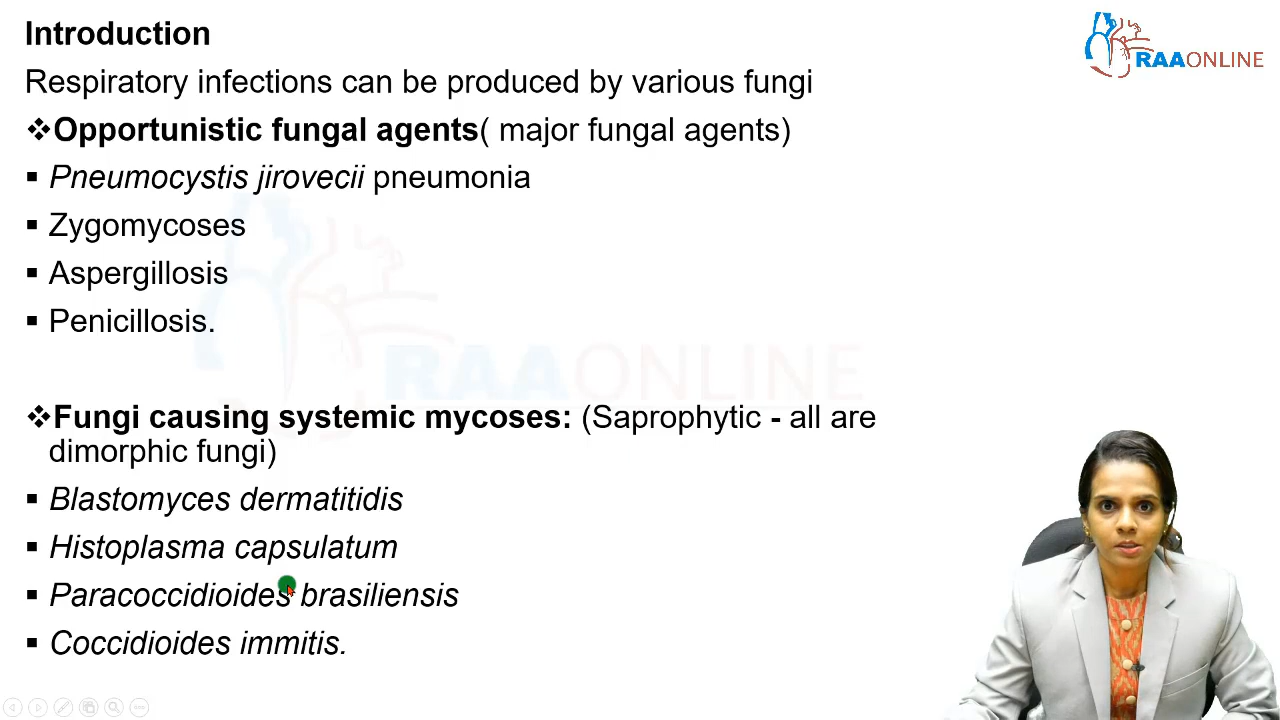 Introduction
RAAONLINE
Respiratory infections can be produced by various fungi
❖Opportunistic fungal agents( major fungal agents)
▪ Pneumocystis jirovecii pneumonia
▪ Zygomycoses
▪ Aspergillosis
▪ Penicillosis.
RAAONLINE
❖Fungi causing systemic mycoses: (Saprophytic - all are
dimorphic fungi)
▪ Blastomyces dermatitidis
▪ Histoplasma capsulatum
▪ Paracoccidioides brasiliensis
▪ Coccidioides immitis.